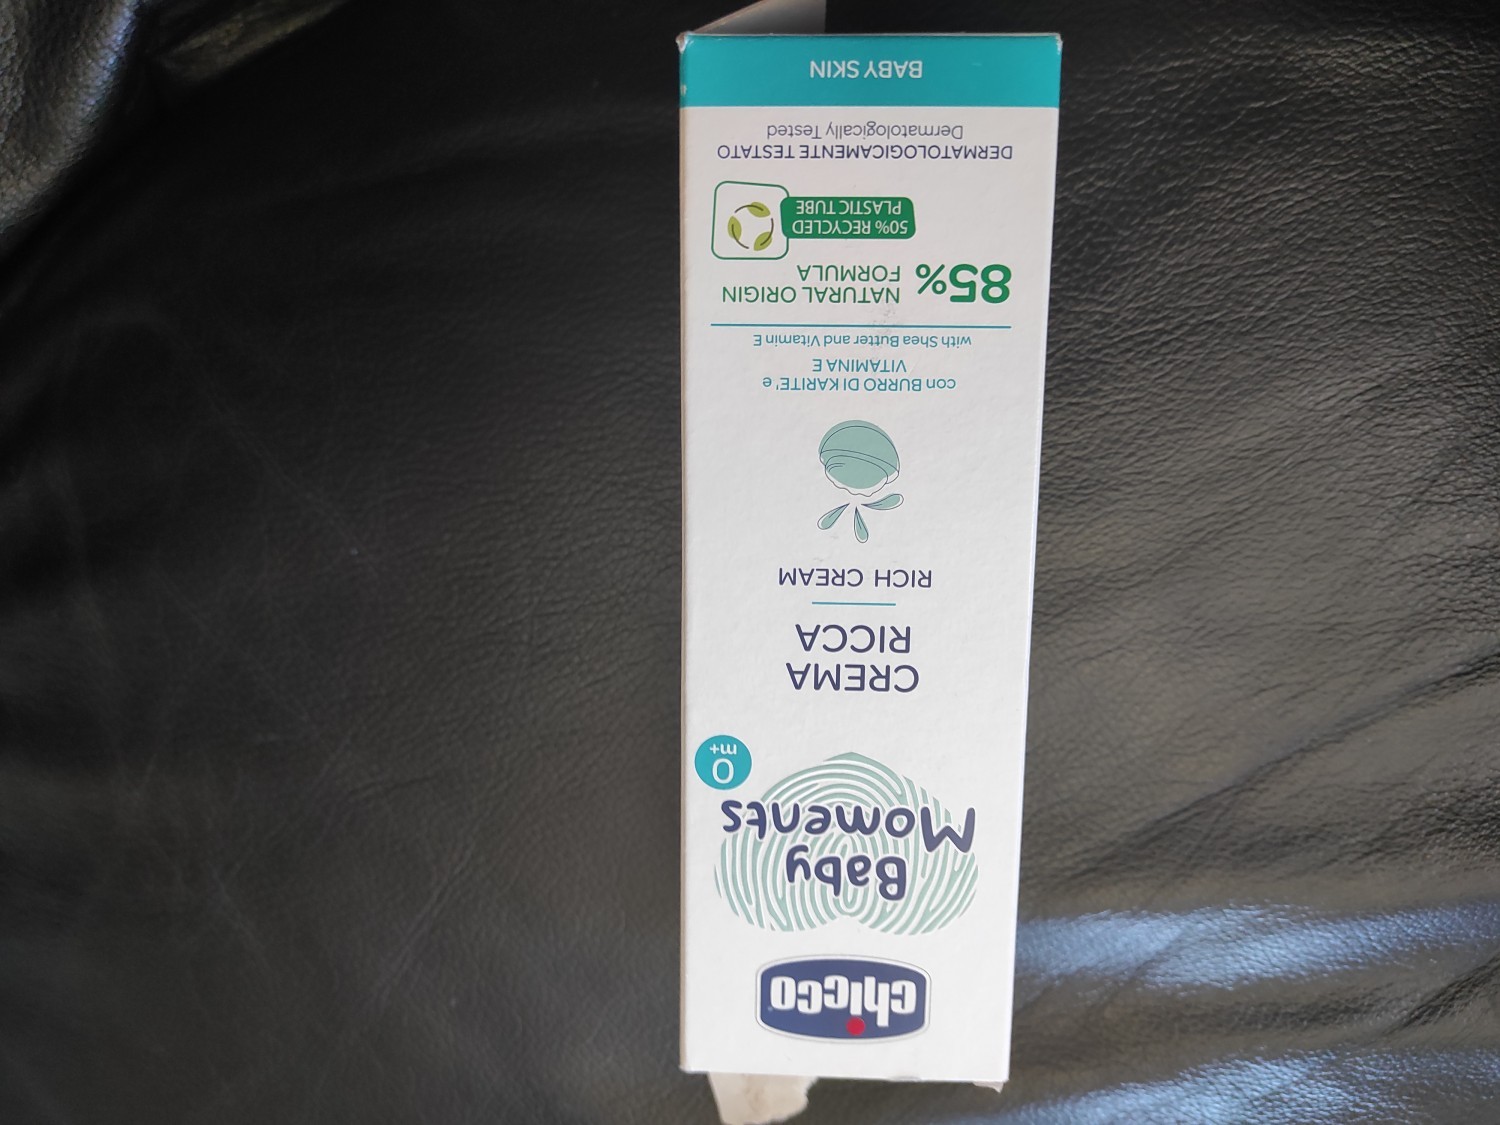 chicco
Baby
Moments
0
m+
CREMA
RICCA
RICH CREAM
con BURRO DI KARITE' e
VITAMINA E
with Shea Butter and Vitamin E
85% NATURAL ORIGIN
FORMULA
50% RECYCLED
PLASTIC TUBE
DERMATOLOGICAMENTE TESTATO
Dermatologically Tested
BABY SKIN